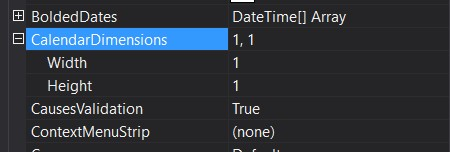 BoldedDates DateTime[] Array
CalendarDimensions 1, 1
Width 1
Height 1
CausesValidation True
ContextMenuStrip (none)